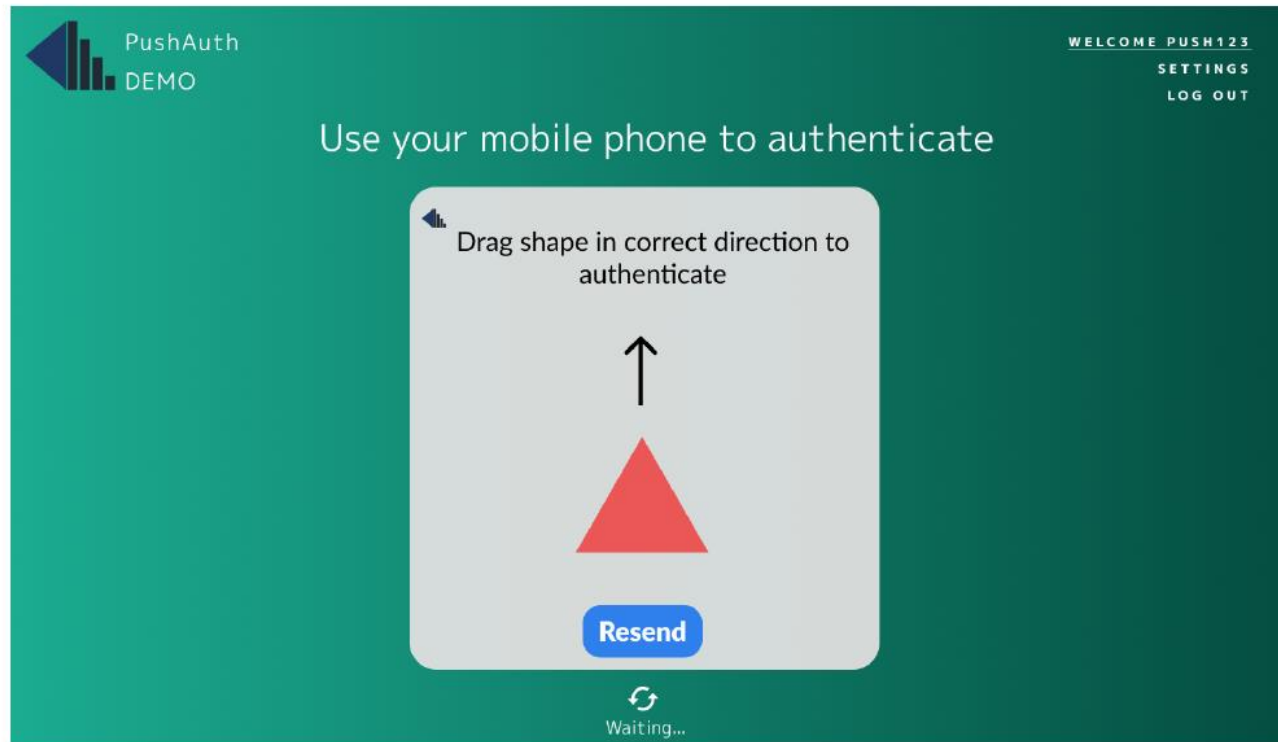 PushAuth
DEMO
WELCOME PUSH123
SETTINGS
LOG OUT
Use your mobile phone to authenticate
Drag shape in correct direction to
authenticate
Resend
Waiting...